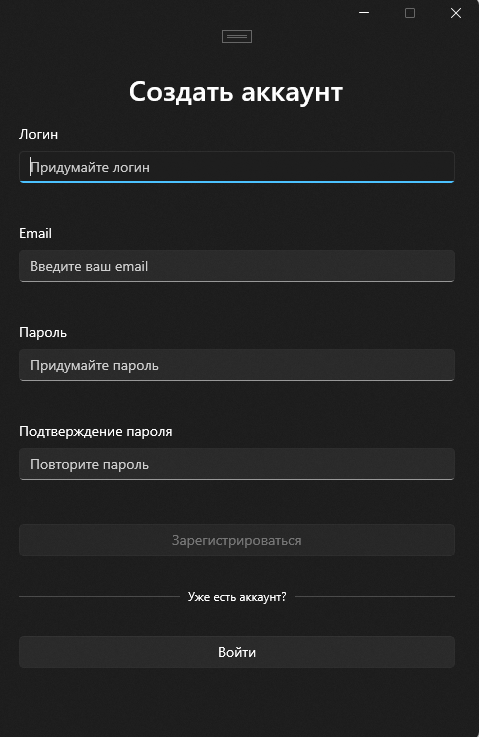 Создать аккаунт
Логин
Придумайте логин
Email
Введите ваш email
Пароль
Придумайте пароль
Подтверждение пароля
Повторите пароль
Зарегистрироваться
Уже есть аккаунт?
Войти